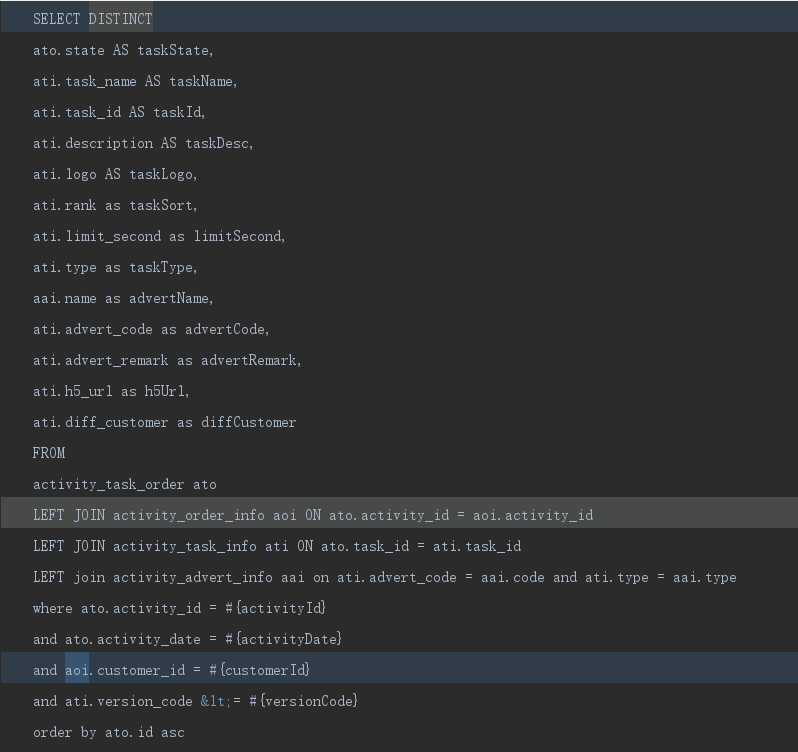 SELECT DISTINCT
ato.state AS taskState,
ati.task_name AS taskName,
ati.task_id AS taskId,
ati.description AS taskDesc,
ati.logo AS taskLogo,
ati.rank as taskSort,
ati.limit_second as limitSecond,
ati.type as taskType,
aai.name as advertName,
ati.advert_code as advertCode,
ati.advert_remark as advertRemark,
ati.h5_url as h5Url,
ati.diff_customer as diffCustomer
FROM
activity_task_order ato
LEFT JOIN activity_order_info aoi ON ato.activity_id = aoi.activity_id
LEFT JOIN activity_task_info ati ON ato.task_id = ati.task_id
LEFT join activity_advert_info aai on ati.advert_code = aai.code and ati.type = aai.type
where ato.activity_id = #{activityId}
and ato.activity_date = #{activityDate}
and aoi.customer_id = #{customerId}
and ati.version_code &lt;= #{versionCode}
order by ato.id asc